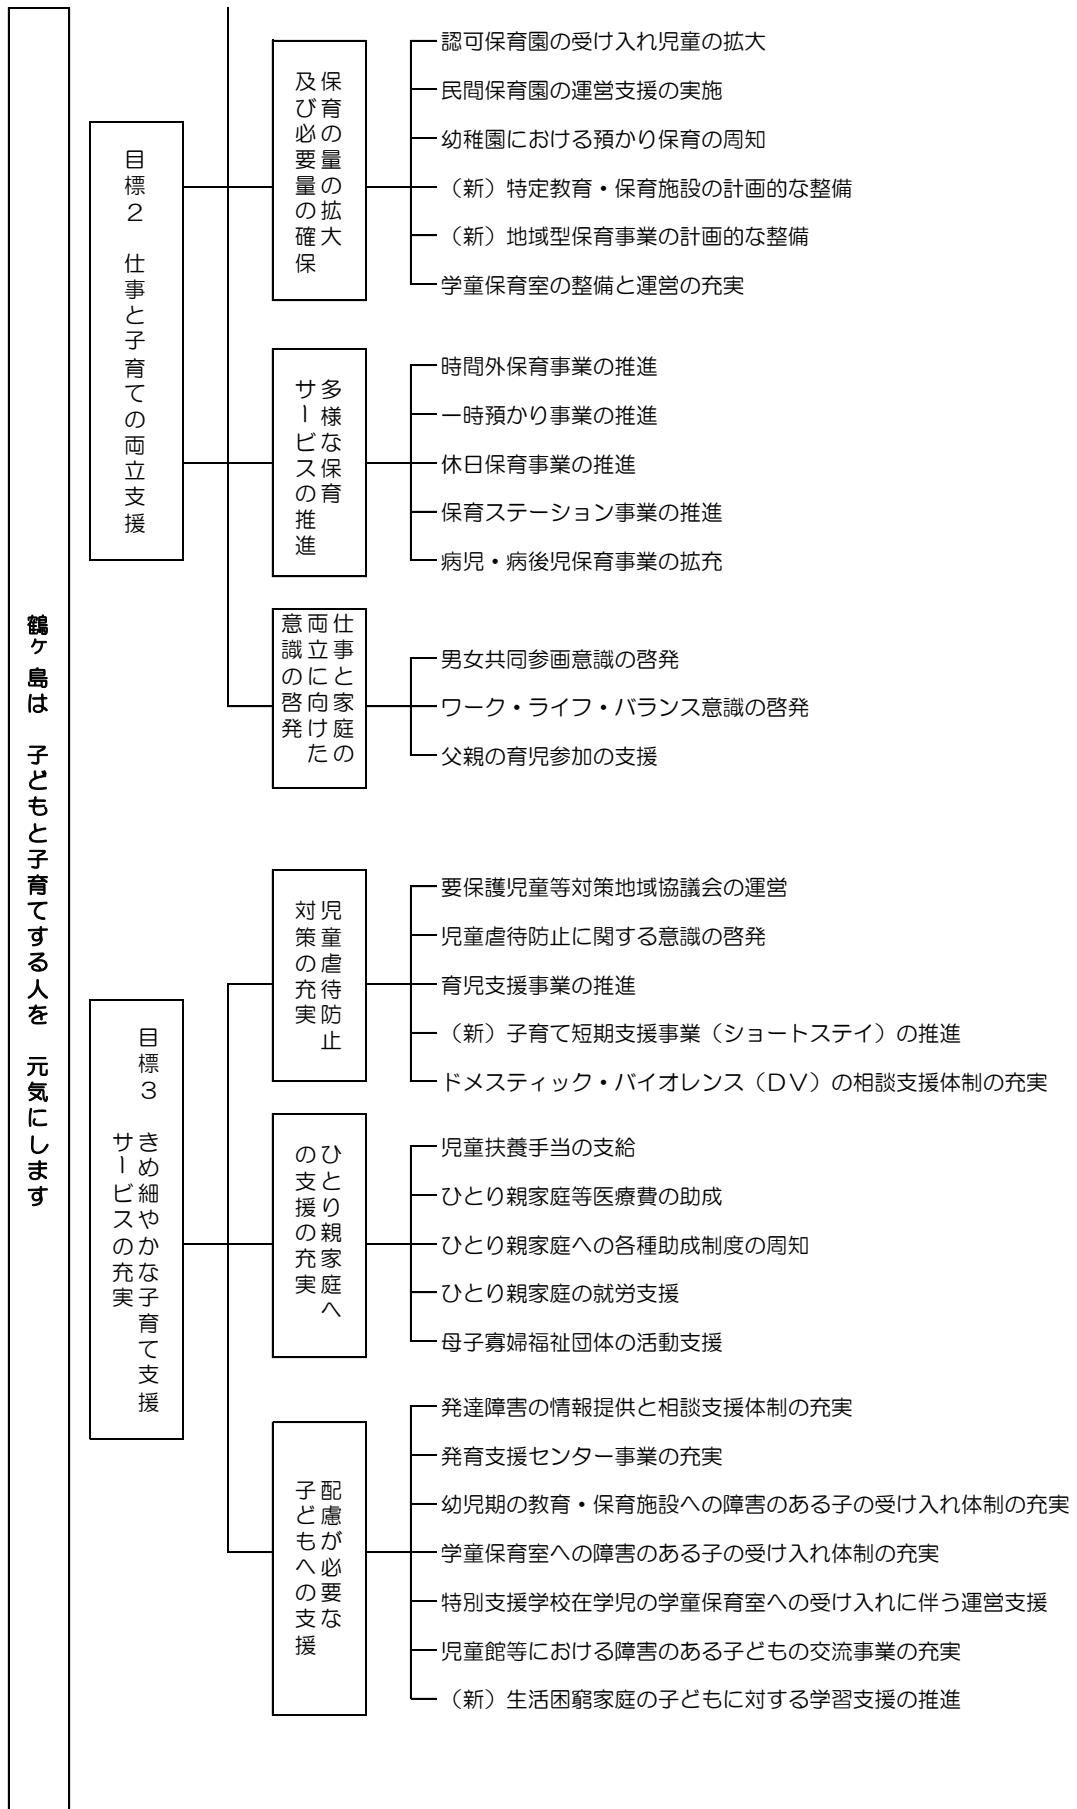 鶴ヶ島は　子どもと子育てする人を　元気にします
目標２　仕事と子育ての両立支援
保育の量の拡大
及び必要量の確保
認可保育園の受け入れ児童の拡大
民間保育園の運営支援の実施
幼稚園における預かり保育の周知
（新）特定教育・保育施設の計画的な整備
（新）地域型保育事業の計画的な整備
学童保育室の整備と運営の充実
多様な保育
サービスの推進
時間外保育事業の推進
一時預かり事業の推進
休日保育事業の推進
保育ステーション事業の推進
病児・病後児保育事業の拡充
仕事と家庭の
両立に向けた
意識の啓発
男女共同参画意識の啓発
ワーク・ライフ・バランス意識の啓発
父親の育児参加の支援
目標３　きめ細やかな子育て支援
サービスの充実
児童虐待防止
対策の充実
要保護児童等対策地域協議会の運営
児童虐待防止に関する意識の啓発
育児支援事業の推進
（新）子育て短期支援事業（ショートステイ）の推進
ドメスティック・バイオレンス（ＤＶ）の相談支援体制の充実
ひとり親家庭へ
の支援の充実
児童扶養手当の支給
ひとり親家庭等医療費の助成
ひとり親家庭への各種助成制度の周知
ひとり親家庭の就労支援
母子寡婦福祉団体の活動支援
配慮が必要な
子どもへの支援
発達障害の情報提供と相談支援体制の充実
発育支援センター事業の充実
幼児期の教育・保育施設への障害のある子の受け入れ体制の充実
学童保育室への障害のある子の受け入れ体制の充実
特別支援学校在学児の学童保育室への受け入れに伴う運営支援
児童館等における障害のある子どもの交流事業の充実
（新）生活困窮家庭の子どもに対する学習支援の推進